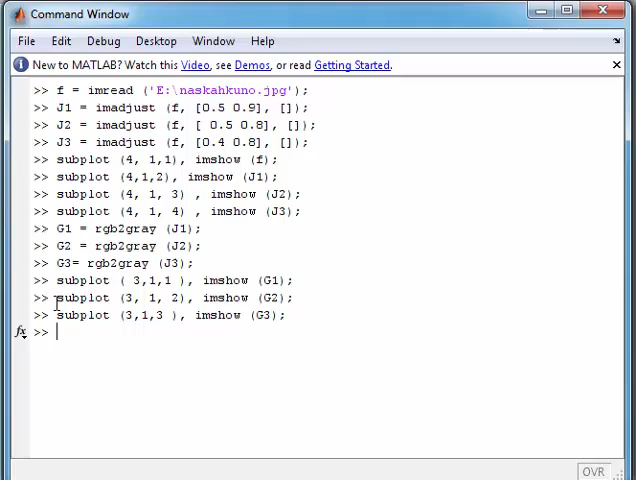 Command Window
File Edit Debug Desktop Window Help
New to MATLAB? Watch this Video, see Demos, or read Getting Started.
>> f = imread ('E:\naskahkuno.jpg');
>> J1 = imadjust (f, [0.5 0.9], []);
>> J2 = imadjust (f, [ 0.5 0.8], []);
>> J3 = imadjust (f, [0.4 0.8], []);
>> subplot (4, 1,1), imshow (f);
>> subplot (4,1,2), imshow (J1);
>> subplot (4, 1, 3) , imshow (J2);
>> subplot (4, 1, 4) , imshow (J3);
>> G1 = rgb2gray (J1);
>> G2 = rgb2gray (J2);
>> G3= rgb2gray (J3);
>> subplot ( 3,1,1 ), imshow (G1);
>> subplot (3, 1, 2), imshow (G2);
>> subplot (3,1,3 ), imshow (G3);
fx >>
OVR